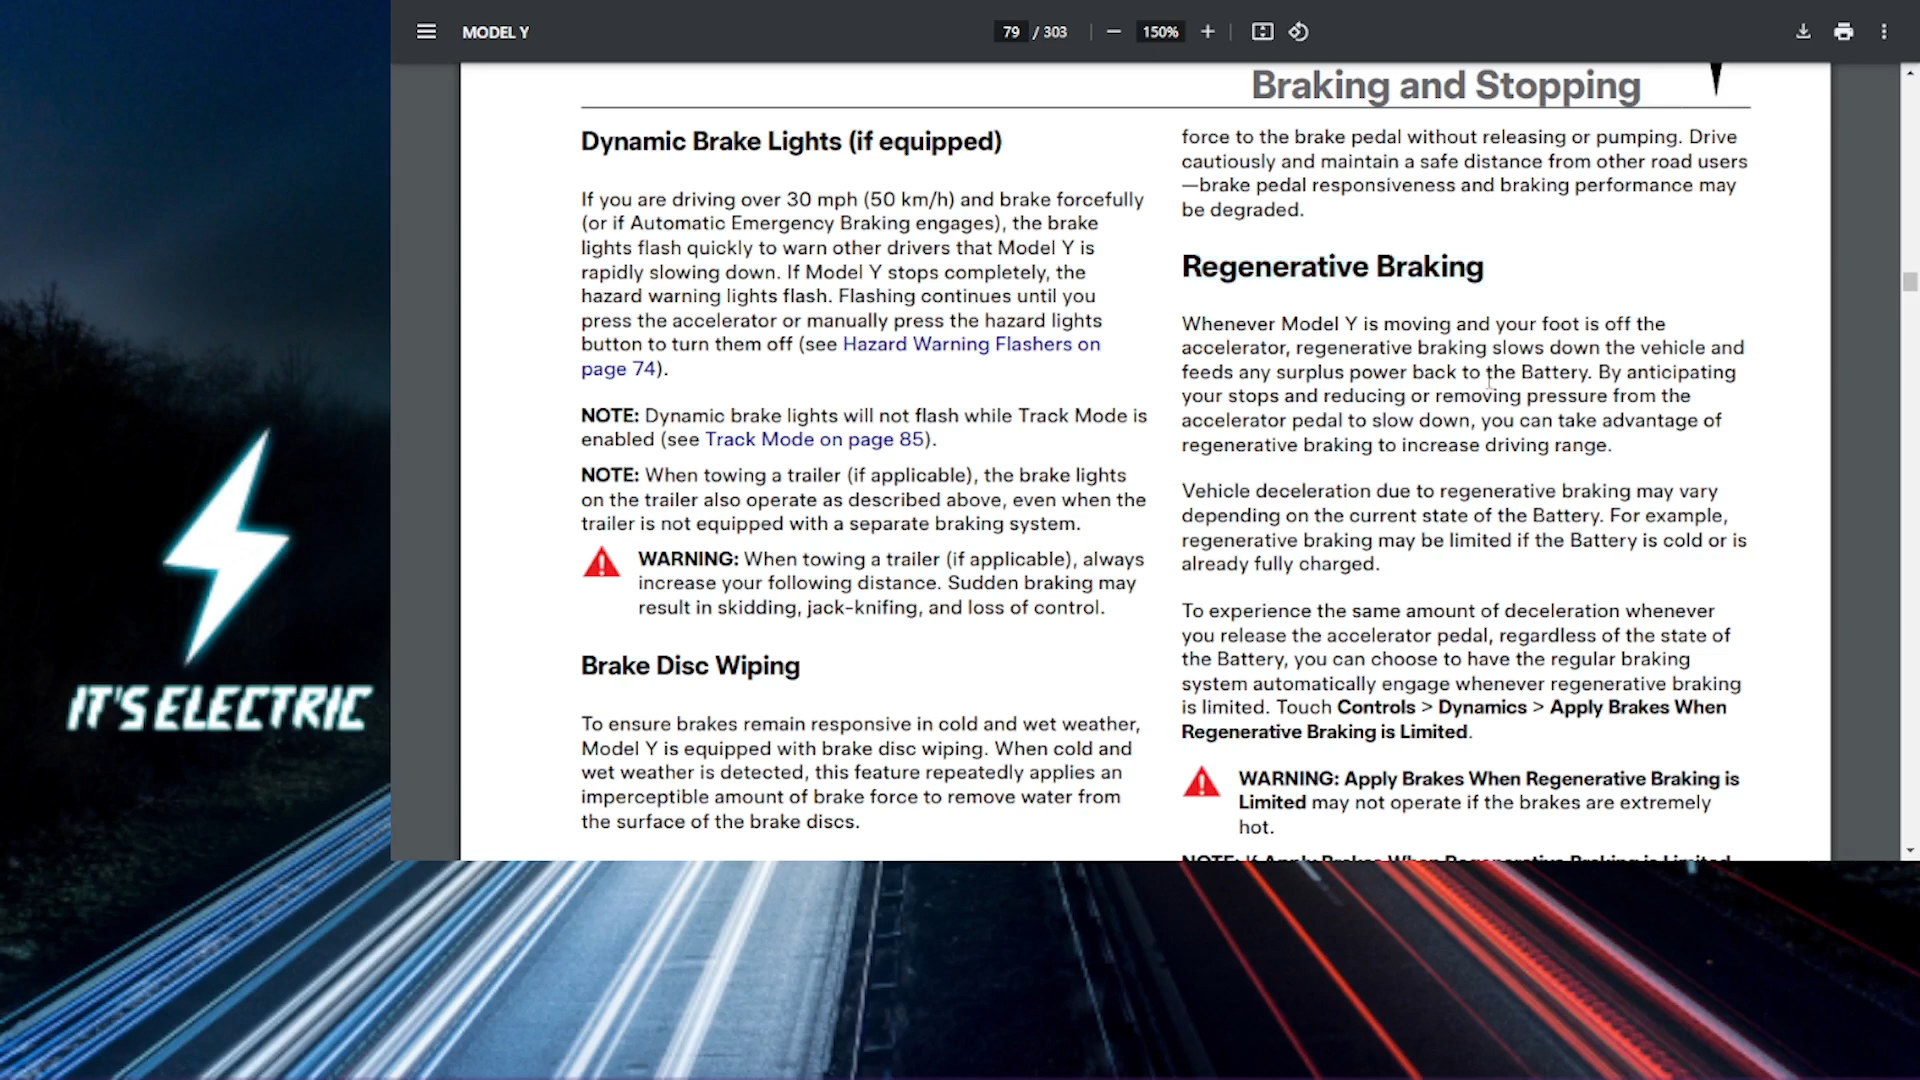 MODEL Y
79 / 303
150%
Braking and Stopping
Dynamic Brake Lights (if equipped)
If you are driving over 30 mph (50 km/h) and brake forcefully
(or if Automatic Emergency Braking engages), the brake
lights flash quickly to warn other drivers that Model Y is
rapidly slowing down. If Model Y stops completely, the
hazard warning lights flash. Flashing continues until you
press the accelerator or manually press the hazard lights
button to turn them off (see Hazard Warning Flashers on
page 74).
NOTE: Dynamic brake lights will not flash while Track Mode is
enabled (see Track Mode on page 85).
NOTE: When towing a trailer (if applicable), the brake lights
on the trailer also operate as described above, even when the
trailer is not equipped with a separate braking system.
WARNING: When towing a trailer (if applicable), always
increase your following distance. Sudden braking may
result in skidding, jack-knifing, and loss of control.
Brake Disc Wiping
To ensure brakes remain responsive in cold and wet weather,
Model Y is equipped with brake disc wiping. When cold and
wet weather is detected, this feature repeatedly applies an
imperceptible amount of brake force to remove water from
the surface of the brake discs.
force to the brake pedal without releasing or pumping. Drive
cautiously and maintain a safe distance from other road users
—brake pedal responsiveness and braking performance may
be degraded.
Regenerative Braking
Whenever Model Y is moving and your foot is off the
accelerator, regenerative braking slows down the vehicle and
feeds any surplus power back to the Battery. By anticipating
your stops and reducing or removing pressure from the
accelerator pedal to slow down, you can take advantage of
regenerative braking to increase driving range.
Vehicle deceleration due to regenerative braking may vary
depending on the current state of the Battery. For example,
regenerative braking may be limited if the Battery is cold or is
already fully charged.
To experience the same amount of deceleration whenever
you release the accelerator pedal, regardless of the state of
the Battery, you can choose to have the regular braking
system automatically engage whenever regenerative braking
is limited. Touch Controls > Dynamics > Apply Brakes When
Regenerative Braking is Limited.
WARNING: Apply Brakes When Regenerative Braking is
Limited may not operate if the brakes are extremely
hot.
NOTE: If Apply Brakes When Regenerative Braking is Limited
IT'S ELECTRIC